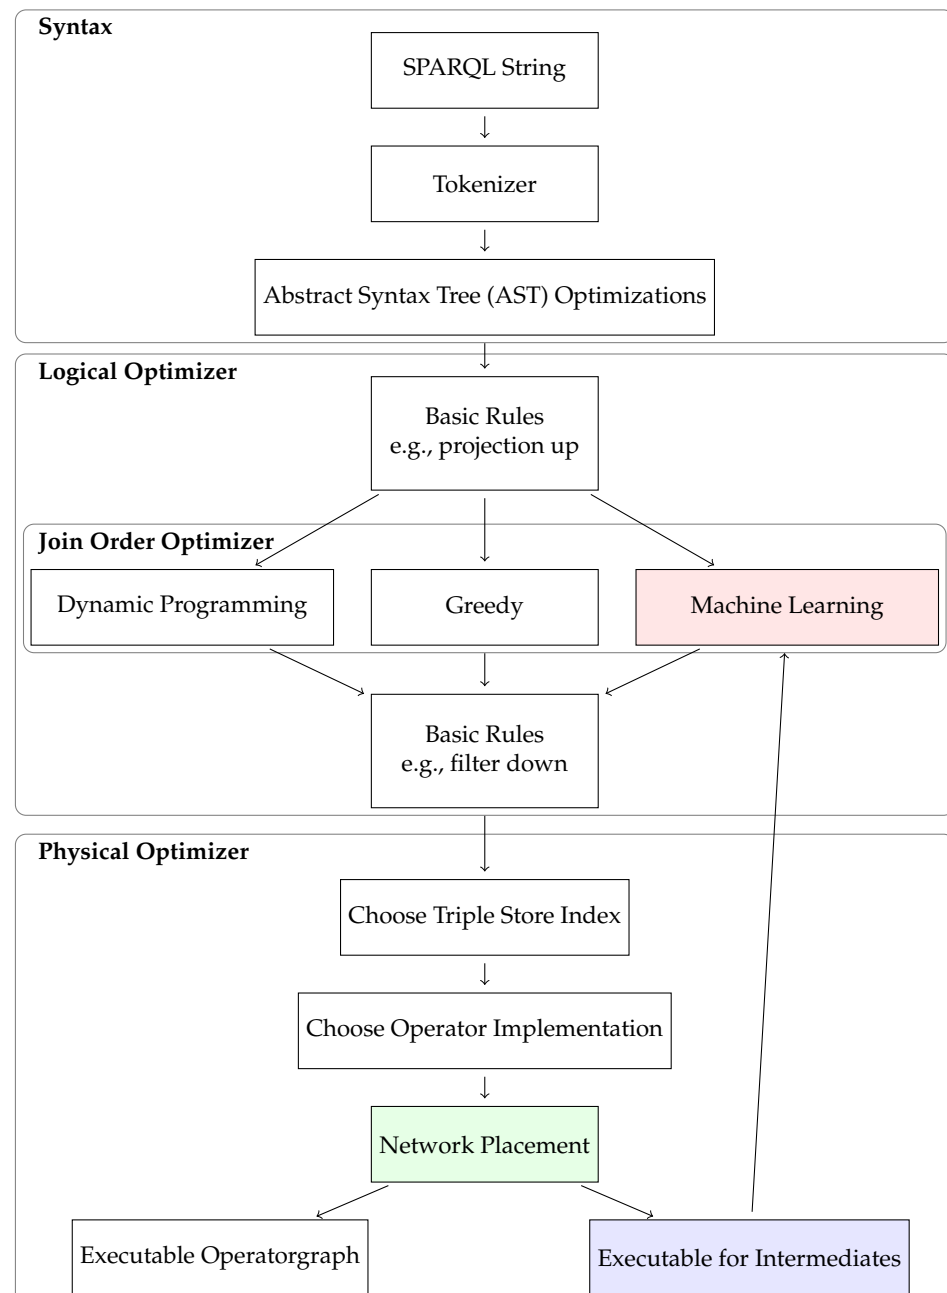 Syntax
SPARQL String
Tokenizer
Abstract Syntax Tree (AST) Optimizations
Logical Optimizer
Basic Rules
e.g., projection up
Join Order Optimizer
Dynamic Programming
Greedy
Machine Learning
Basic Rules
e.g., filter down
Physical Optimizer
Choose Triple Store Index
Choose Operator Implementation
Network Placement
Executable Operatorgraph
Executable for Intermediates